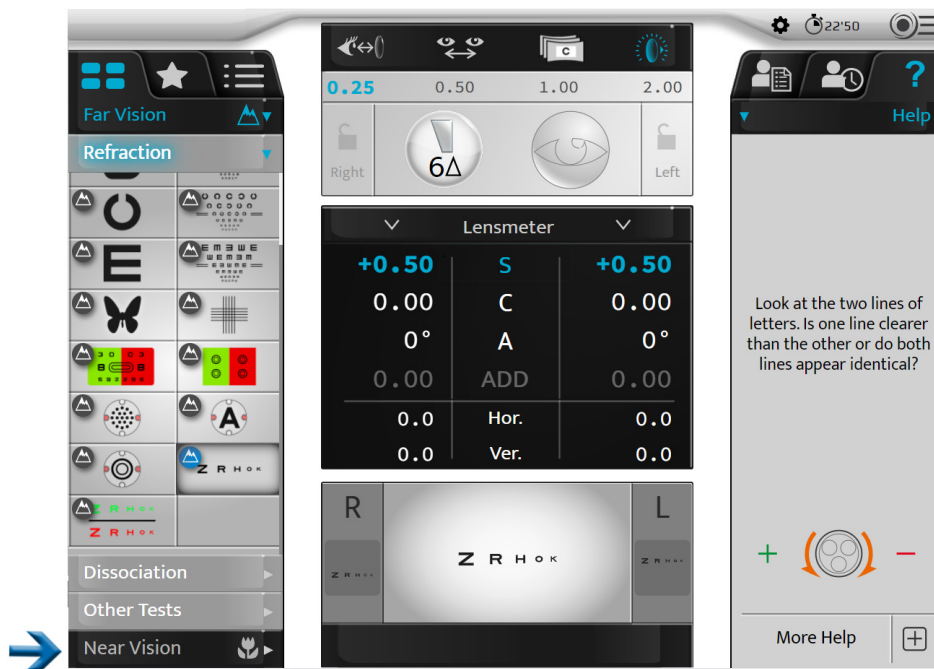 22'50
0.25 0.50 1.00 2.00
Far Vision
Refraction
Right
6Δ
Left
Help
Lensmeter
+0.50 S +0.50
0.00 C 0.00
0° A 0°
0.00 ADD 0.00
0.0 Hor. 0.0
0.0 Ver. 0.0
Look at the two lines of
letters. Is one line clearer
than the other or do both
lines appear identical?
A
Z R H O K
Z R H O K
Z R H O K
R
L
Z R H O K
Z R H O K
Z R H O K
+ −
Dissociation
Other Tests
Near Vision
More Help